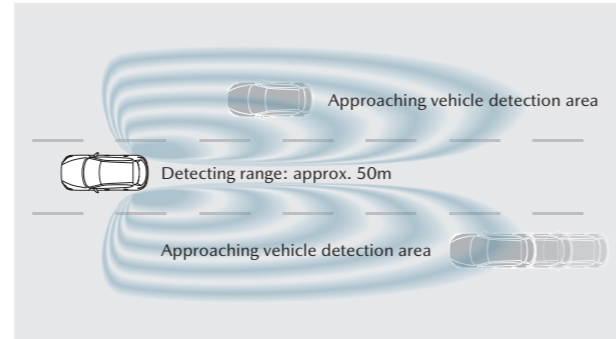 Approaching vehicle detection area
Detecting range: approx. 50m
Approaching vehicle detection area